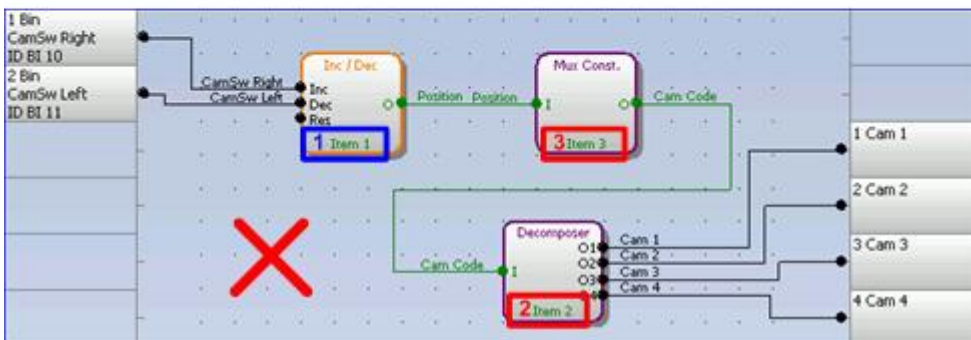 1 Bin
CamSw Right
ID BI 10
2 Bin
CamSw Left
ID BI 11
CamSw Right
CamSw Left
Inc / Dec
Inc
Dec
Res
O
1 Item 1
Position
Position
Mux Const.
I
O
3 Item 3
Cam Code
Cam Code
Decomposer
I
O1
O2
O3
O4
2 Item 2
Cam 1
Cam 2
Cam 3
Cam 4
1 Cam 1
2 Cam 2
3 Cam 3
4 Cam 4